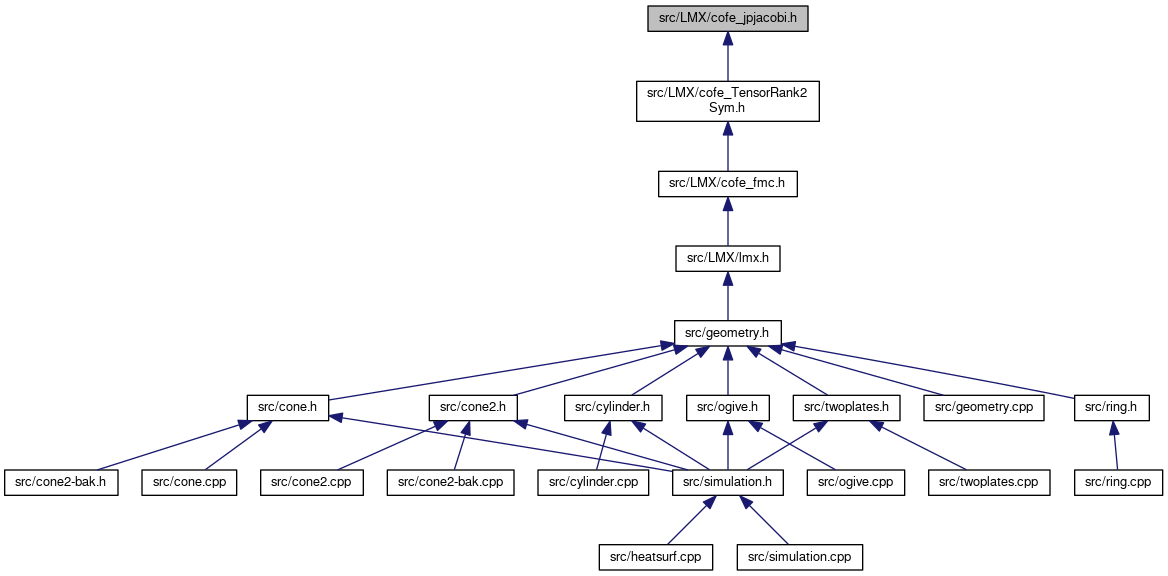 src/LMX/cofe_jpjacobi.h
src/LMX/cofe_TensorRank2
Sym.h
src/LMX/cofe_fmc.h
src/LMX/lmx.h
src/geometry.h
src/cone.h
src/cone2.h
src/cylinder.h
src/ogive.h
src/twoplates.h
src/geometry.cpp
src/ring.h
src/cone2-bak.h
src/cone.cpp
src/cone2.cpp
src/cone2-bak.cpp
src/cylinder.cpp
src/simulation.h
src/ogive.cpp
src/twoplates.cpp
src/ring.cpp
src/heatsurf.cpp
src/simulation.cpp